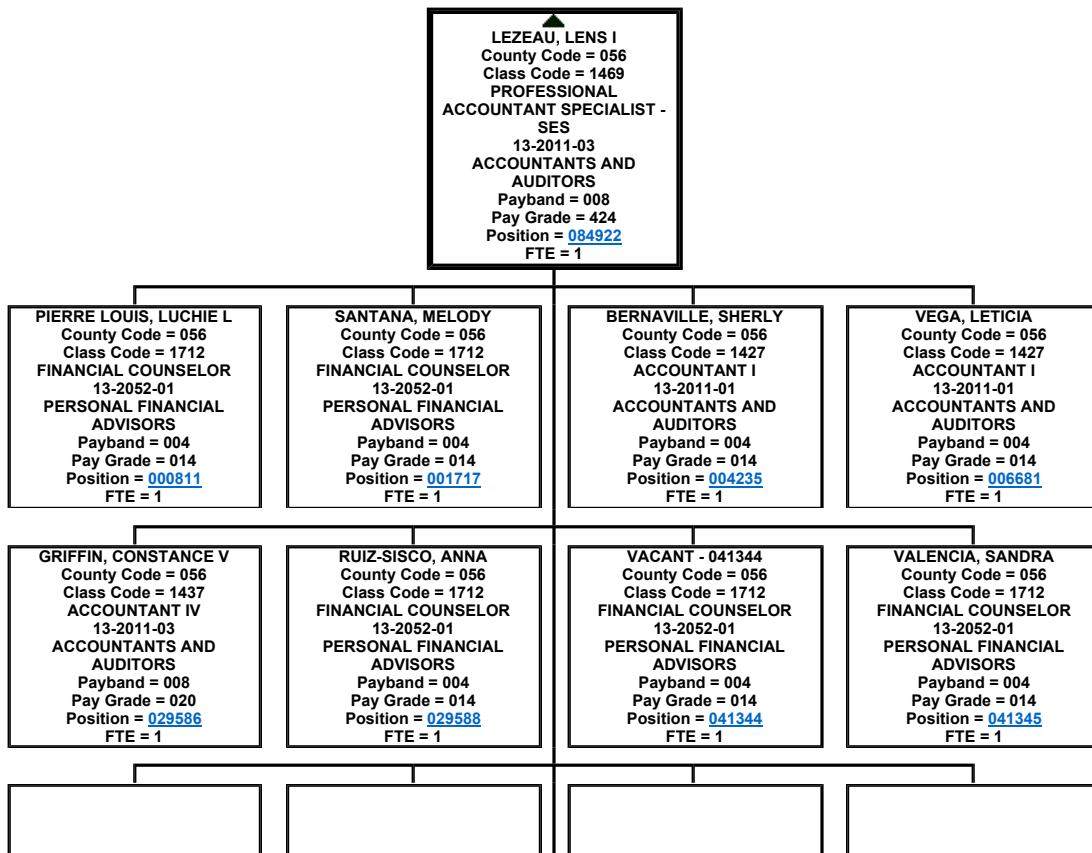 LEZEAU, LENS I
County Code = 056
Class Code = 1469
PROFESSIONAL
ACCOUNTANT SPECIALIST -
SES
13-2011-03
ACCOUNTANTS AND
AUDITORS
Payband = 008
Pay Grade = 424
Position = 084922
FTE = 1
PIERRE LOUIS, LUCHIE L
County Code = 056
Class Code = 1712
FINANCIAL COUNSELOR
13-2052-01
PERSONAL FINANCIAL
ADVISORS
Payband = 004
Pay Grade = 014
Position = 000811
FTE = 1
SANTANA, MELODY
County Code = 056
Class Code = 1712
FINANCIAL COUNSELOR
13-2052-01
PERSONAL FINANCIAL
ADVISORS
Payband = 004
Pay Grade = 014
Position = 001717
FTE = 1
BERNAVILLE, SHERLY
County Code = 056
Class Code = 1427
ACCOUNTANT I
13-2011-01
ACCOUNTANTS AND
AUDITORS
Payband = 004
Pay Grade = 014
Position = 004235
FTE = 1
VEGA, LETICIA
County Code = 056
Class Code = 1427
ACCOUNTANT I
13-2011-01
ACCOUNTANTS AND
AUDITORS
Payband = 004
Pay Grade = 014
Position = 006681
FTE = 1
GRIFFIN, CONSTANCE V
County Code = 056
Class Code = 1437
ACCOUNTANT IV
13-2011-03
ACCOUNTANTS AND
AUDITORS
Payband = 008
Pay Grade = 020
Position = 029586
FTE = 1
RUIZ-SISCO, ANNA
County Code = 056
Class Code = 1712
FINANCIAL COUNSELOR
13-2052-01
PERSONAL FINANCIAL
ADVISORS
Payband = 004
Pay Grade = 014
Position = 029588
FTE = 1
VACANT - 041344
County Code = 056
Class Code = 1712
FINANCIAL COUNSELOR
13-2052-01
PERSONAL FINANCIAL
ADVISORS
Payband = 004
Pay Grade = 014
Position = 041344
FTE = 1
VALENCIA, SANDRA
County Code = 056
Class Code = 1712
FINANCIAL COUNSELOR
13-2052-01
PERSONAL FINANCIAL
ADVISORS
Payband = 004
Pay Grade = 014
Position = 041345
FTE = 1